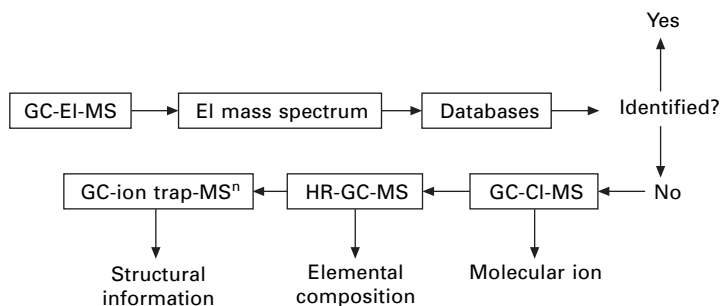 Yes
GC-EI-MS
EI mass spectrum
Databases
Identified?
GC-ion trap-MSⁿ
HR-GC-MS
GC-CI-MS
No
Structural
information
Elemental
composition
Molecular ion